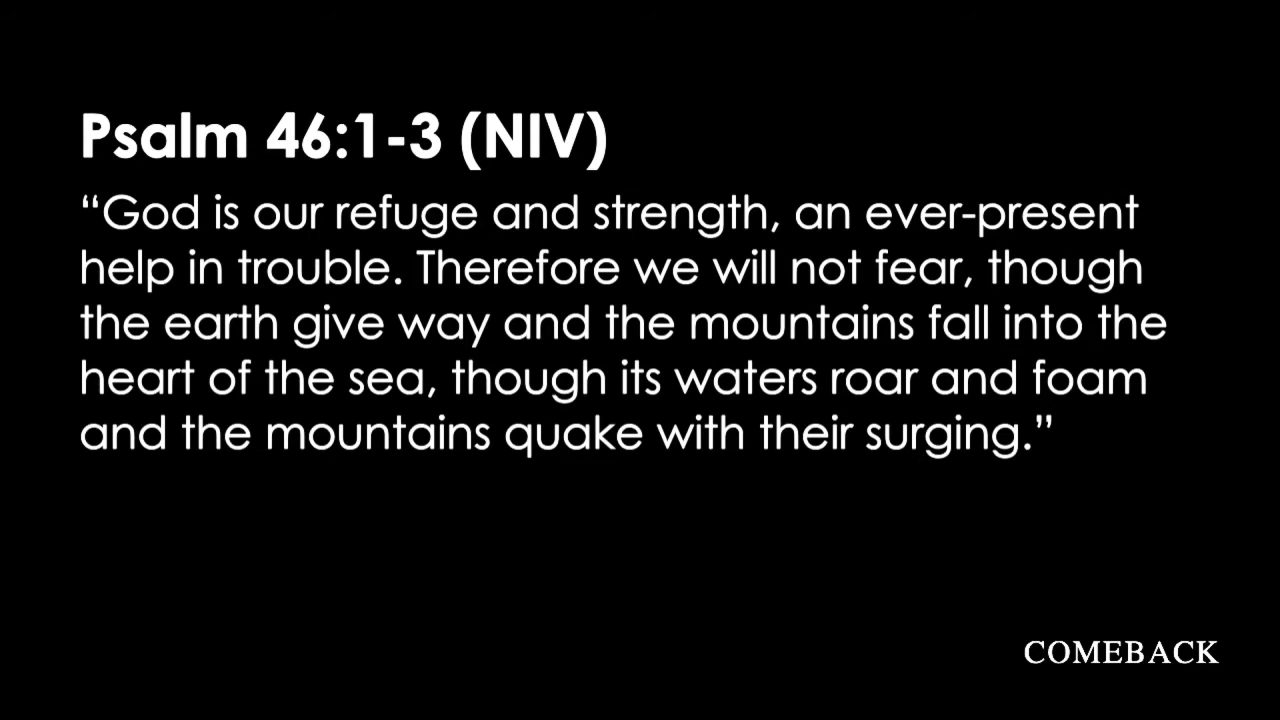 Psalm 46:1-3 (NIV)
“God is our refuge and strength, an ever-present
help in trouble. Therefore we will not fear, though
the earth give way and the mountains fall into the
heart of the sea, though its waters roar and foam
and the mountains quake with their surging.”
COMEBACK